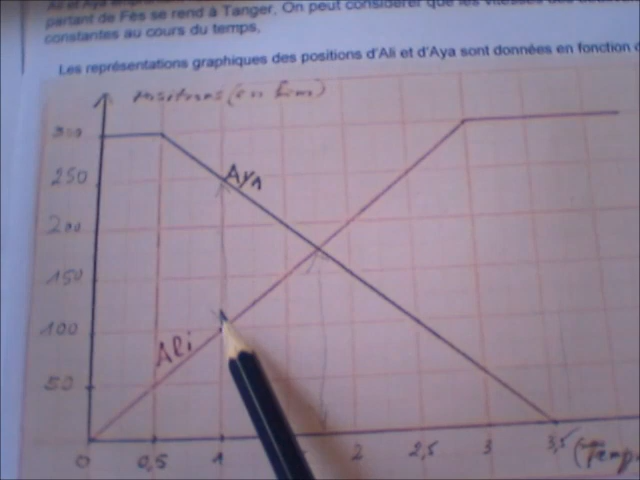 partant de Fès se rend à Tanger, On peut considérer que les vitesses
constantes au cours du temps,
Les représentations graphiques des positions d'Ali et d'Aya sont données en fonction
positions (en km)
300
250
200
150
100
50
Aya
Ali
0 0,5 1 2 2,5 3 3,5 (Temp